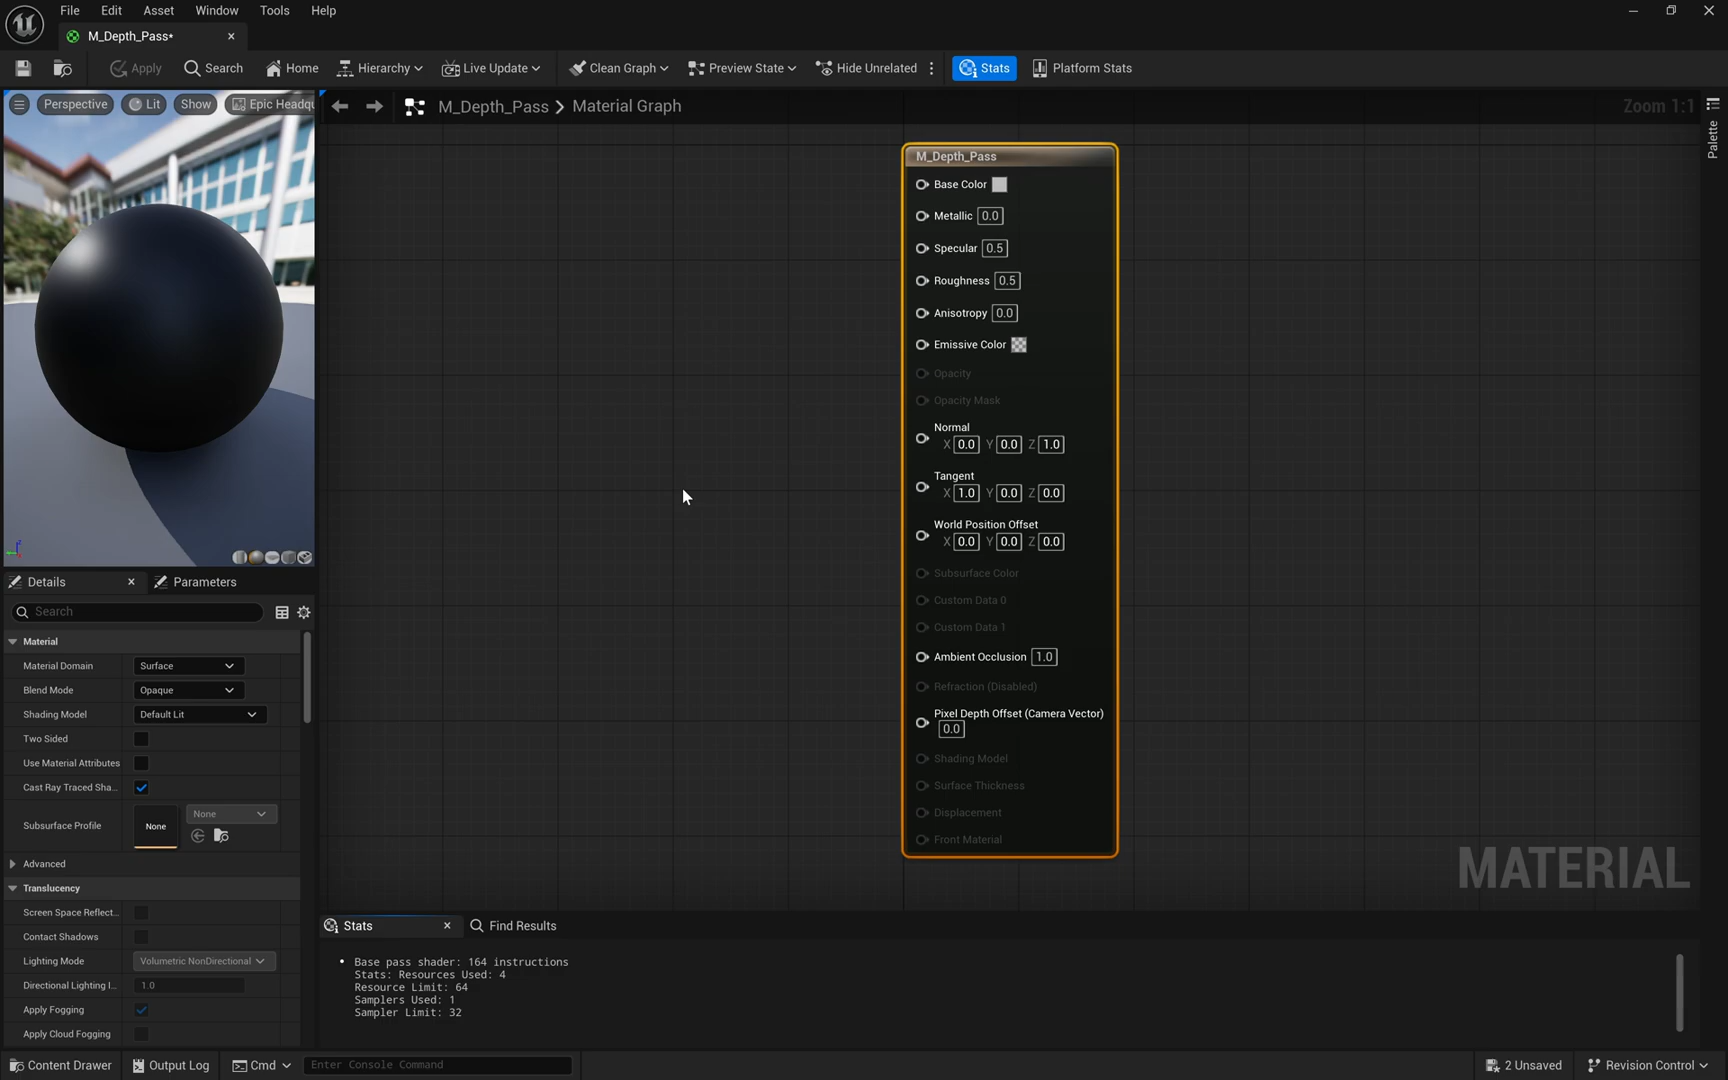 File Edit Asset Window Tools Help
M_Depth_Pass*
Apply Search Home Hierarchy Live Update Clean Graph Preview State Hide Unrelated Stats Platform Stats
Perspective Lit Show Epic Headqu
M_Depth_Pass > Material Graph
Zoom 1:1
Palette
M_Depth_Pass
Base Color
Metallic 0.0
Specular 0.5
Roughness 0.5
Anisotropy 0.0
Emissive Color
Opacity
Opacity Mask
Normal
X 0.0 Y 0.0 Z 1.0
Tangent
X 1.0 Y 0.0 Z 0.0
World Position Offset
X 0.0 Y 0.0 Z 0.0
Subsurface Color
Custom Data 0
Custom Data 1
Ambient Occlusion 1.0
Refraction (Disabled)
Pixel Depth Offset (Camera Vector)
0.0
Shading Model
Surface Thickness
Displacement
Front Material
MATERIAL
Details Parameters
Search
Material
Material Domain Surface
Blend Mode Opaque
Shading Model Default Lit
Two Sided
Use Material Attributes
Cast Ray Traced Sha...
Subsurface Profile None None
Advanced
Translucency
Screen Space Reflect...
Contact Shadows
Lighting Mode Volumetric NonDirectional
Directional Lighting I... 1.0
Apply Fogging
Apply Cloud Fogging
Stats Find Results
• Base pass shader: 164 instructions
Stats: Resources Used: 4
Resource Limit: 64
Samplers Used: 1
Sampler Limit: 32
Content Drawer Output Log Cmd Enter Console Command 2 Unsaved Revision Control